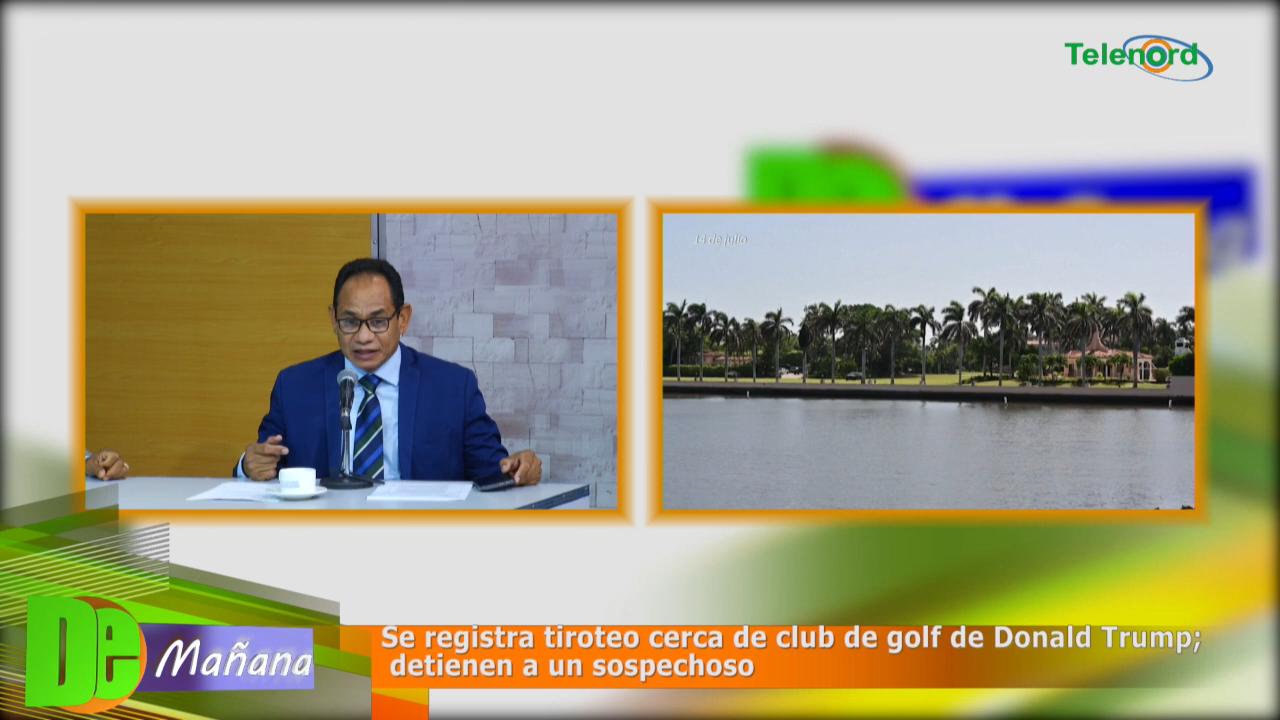 Telenord
14 de julio
De Mañana
Se registra tiroteo cerca de club de golf de Donald Trump;
detienen a un sospechoso